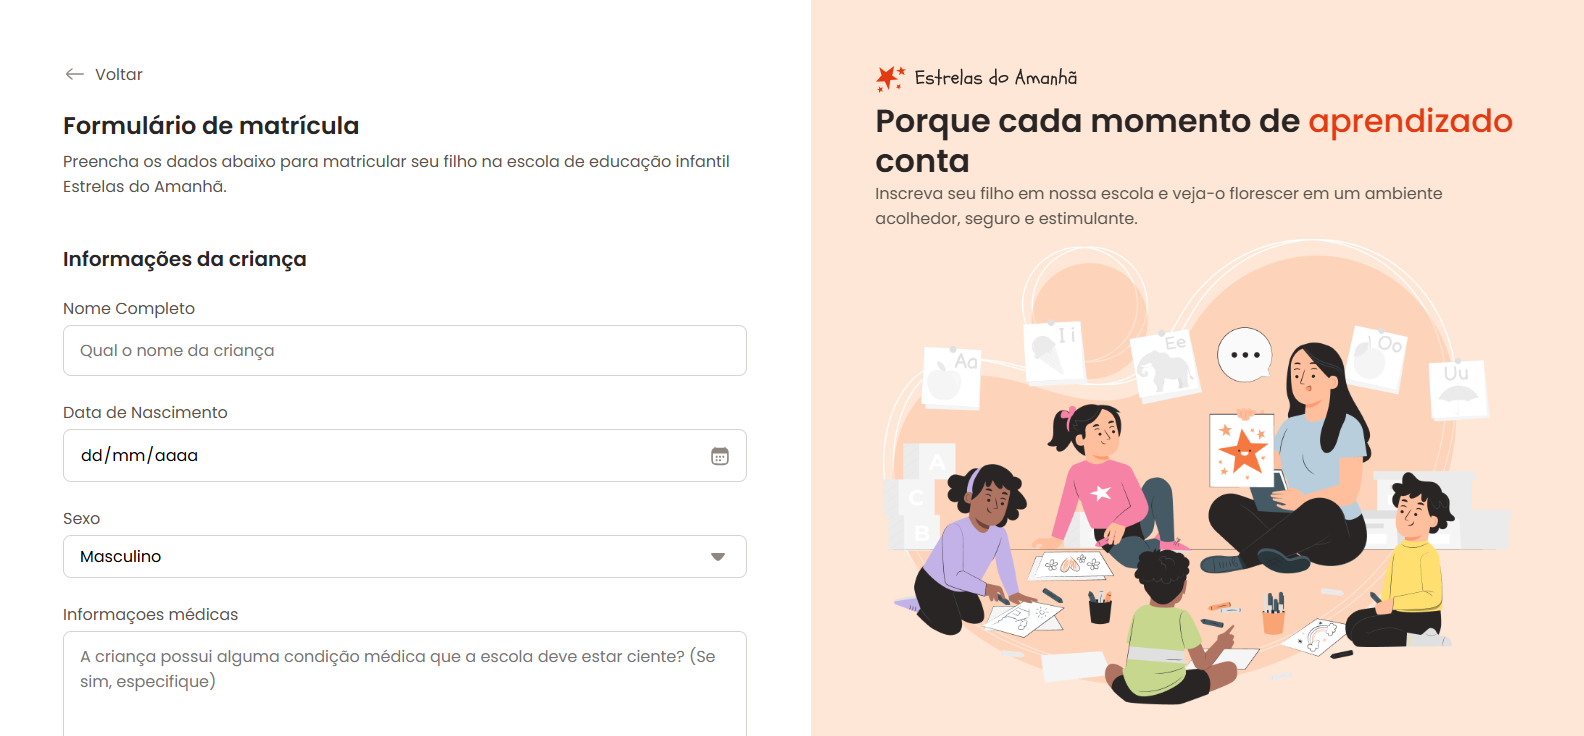 Voltar
Formulário de matrícula
Preencha os dados abaixo para matricular seu filho na escola de educação infantil
Estrelas do Amanhã.
Informações da criança
Nome Completo
Qual o nome da criança
Data de Nascimento
dd/mm/aaaa
Sexo
Masculino
Informaçoes médicas
A criança possui alguma condição médica que a escola deve estar ciente? (Se
sim, especifique)
Estrelas do Amanhã
Porque cada momento de aprendizado
conta
Inscreva seu filho em nossa escola e veja-o florescer em um ambiente
acolhedor, seguro e estimulante.
Aa
Ii
Ee
Oo
Uu
A
C
B